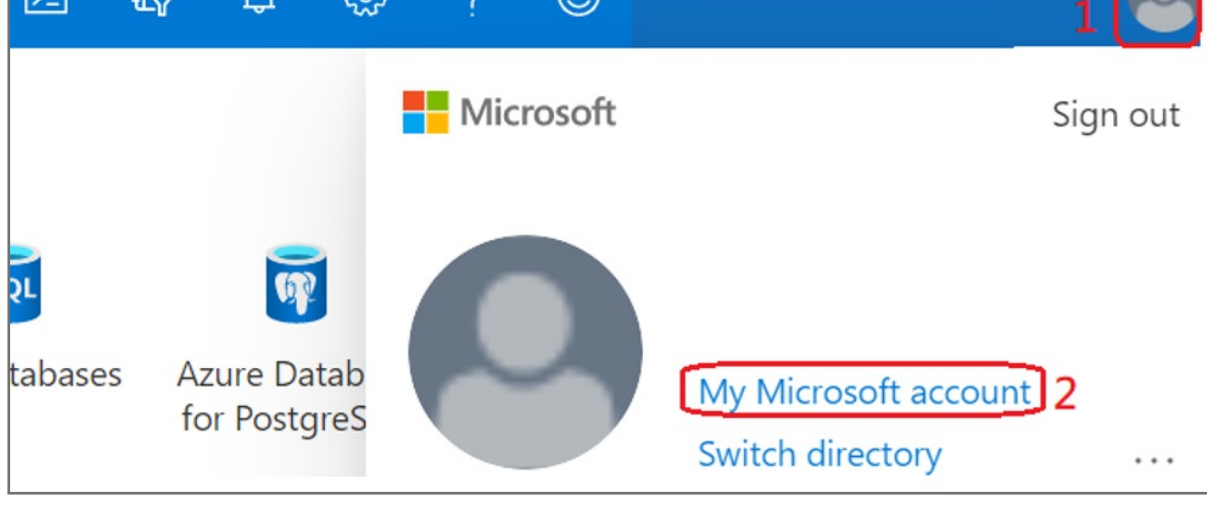 ?
1
Microsoft
Sign out
QL
tabases
Azure Datab
for PostgreS
My Microsoft account 2
Switch directory
...